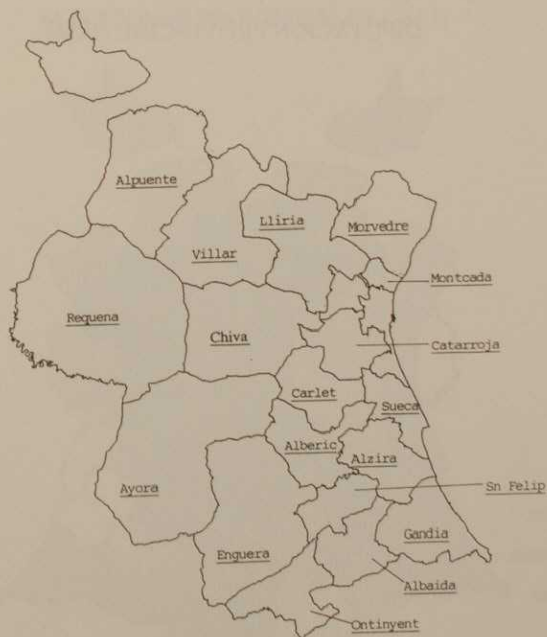 Alpuente
Lliria
Morvedre
Villar
Montcada
Requena
Chiva
Catarroja
Carlet
Sueca
Alberic
Alzira
Ayora
Sn Felip
Gandia
Enguera
Albaida
Ontinyent